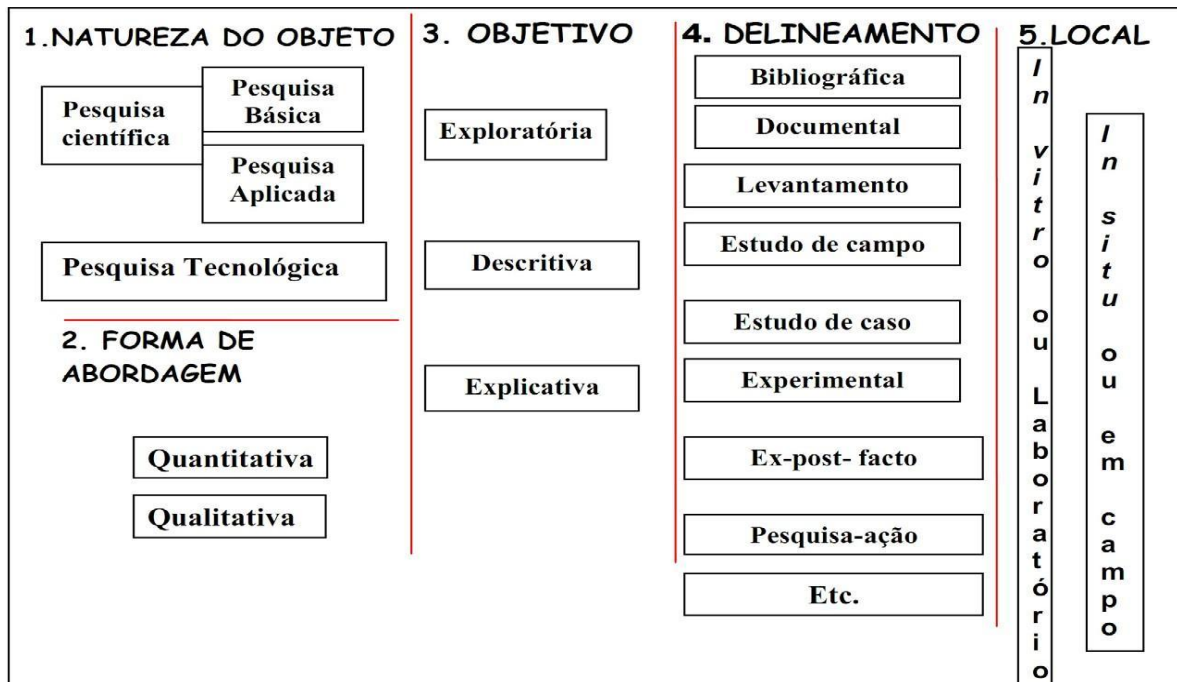 1.NATUREZA DO OBJETO
Pesquisa
científica
Pesquisa
Básica
Pesquisa
Aplicada
Pesquisa Tecnológica
2. FORMA DE
ABORDAGEM
Quantitativa
Qualitativa
3. OBJETIVO
Exploratória
Descritiva
Explicativa
4. DELINEAMENTO
Bibliográfica
Documental
Levantamento
Estudo de campo
Estudo de caso
Experimental
Ex-post- facto
Pesquisa-ação
Etc.
5.LOCAL
In vitro ou Laboratório
In situ ou em campo